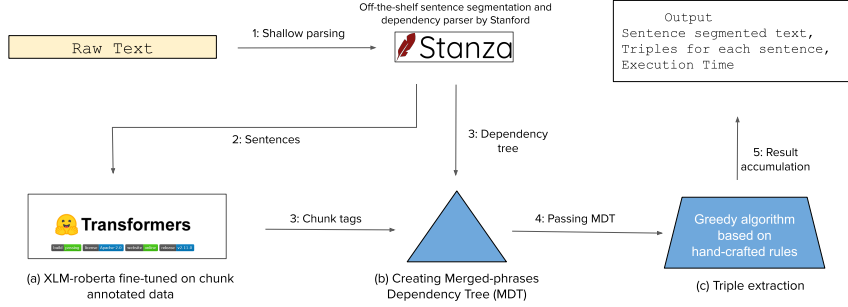 Off-the-shelf sentence segmentation and
dependency parser by Stanford
Raw Text
1: Shallow parsing
Stanza
Output
Sentence segmented text,
Triples for each sentence,
Execution Time
2: Sentences
3: Dependency
tree
5: Result
accumulation
Transformers
3: Chunk tags
4: Passing MDT
Greedy algorithm
based on
hand-crafted rules
(a) XLM-roberta fine-tuned on chunk
annotated data
(b) Creating Merged-phrases
Dependency Tree (MDT)
(c) Triple extraction